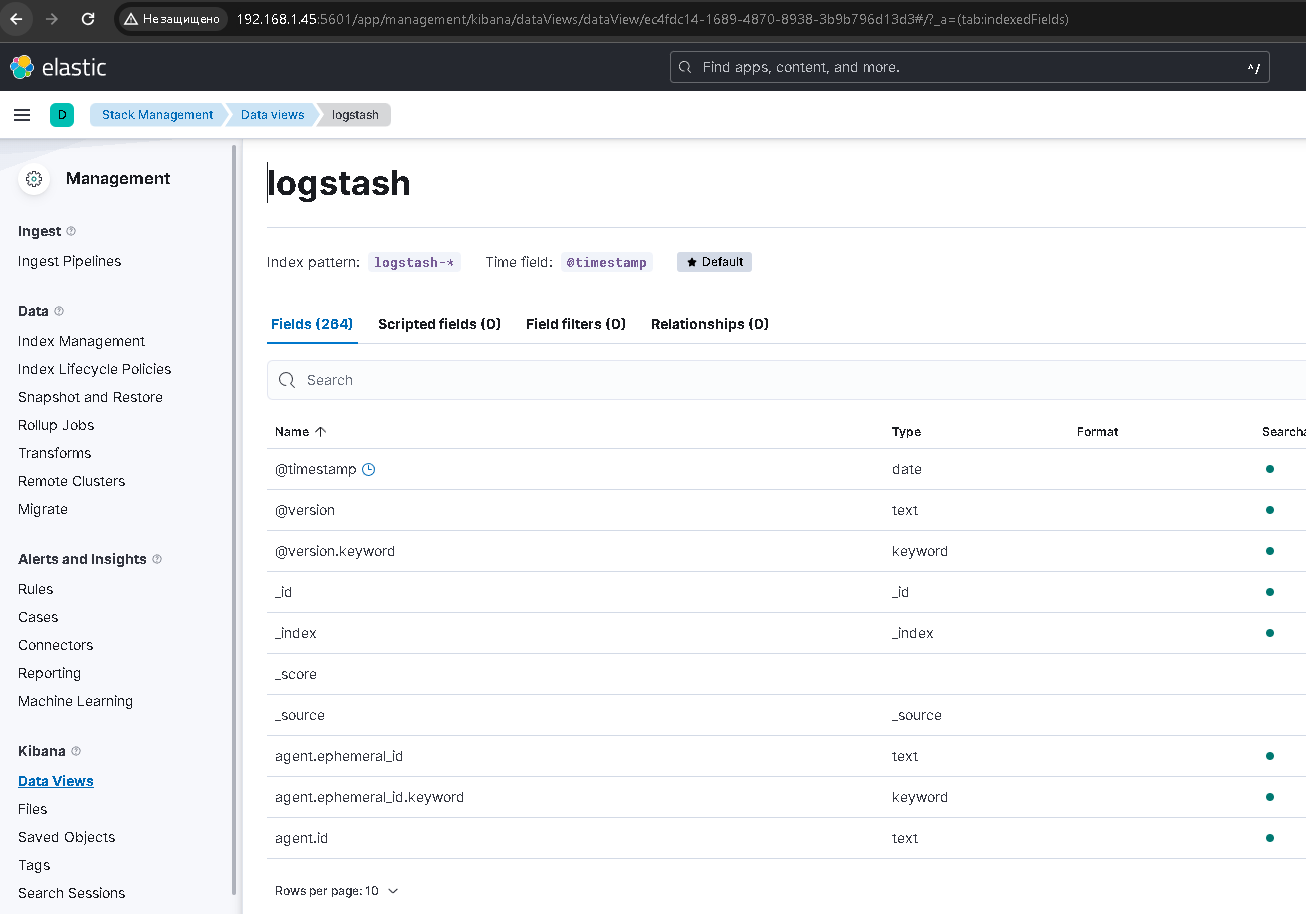 Не защищено 192.168.1.45:5601/app/management/kibana/dataViews/dataView/ec4fdc14-1689-4870-8938-3b9b796d13d3#/?_a=(tab:indexedFields)
elastic
Find apps, content, and more.
^/
D
Stack Management
Data views
logstash
Management
Ingest
Ingest Pipelines
Data
Index Management
Index Lifecycle Policies
Snapshot and Restore
Rollup Jobs
Transforms
Remote Clusters
Migrate
Alerts and Insights
Rules
Cases
Connectors
Reporting
Machine Learning
Kibana
Data Views
Files
Saved Objects
Tags
Search Sessions
logstash
Index pattern: logstash-* Time field: @timestamp Default
Fields (264) Scripted fields (0) Field filters (0) Relationships (0)
Search
Name Type Format Searcha
@timestamp date
@version text
@version.keyword keyword
_id _id
_index _index
_score
_source _source
agent.ephemeral_id text
agent.ephemeral_id.keyword keyword
agent.id text
Rows per page: 10